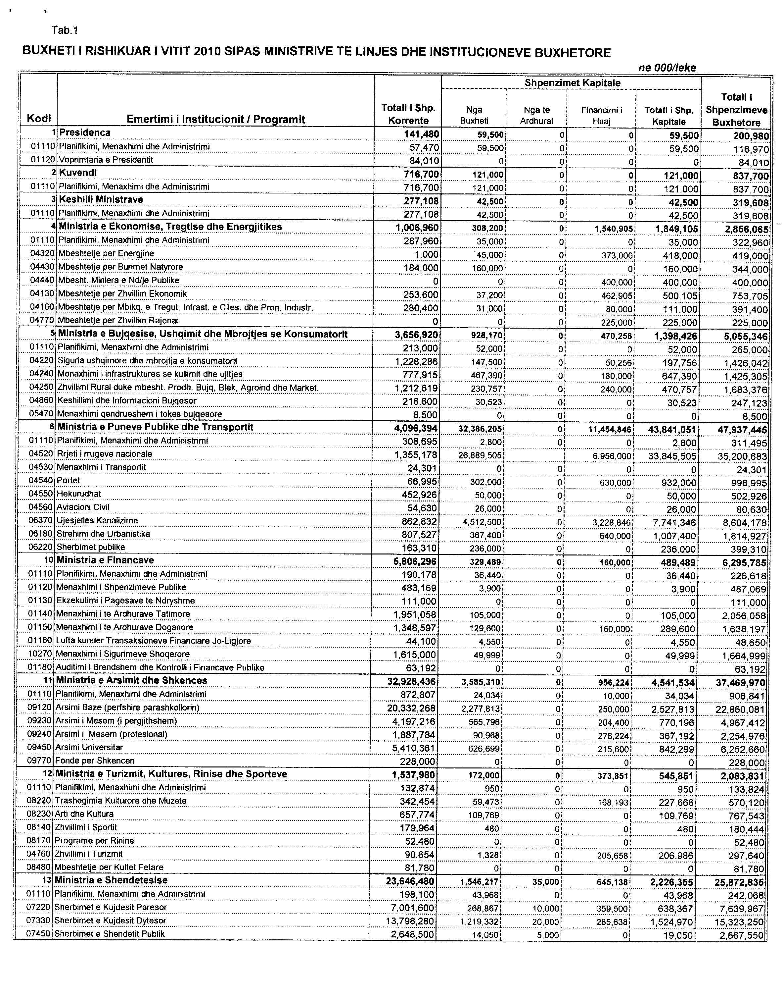 Tab.1
BUXHETI I RISHIKUAR I VITIT 2010 SIPAS MINISTRIVE TE LINJES DHE INSTITUCIONEVE BUXHETORE
ne 000/leke
Kodi Emertimi i Institucionit / Programit Totali i Shp. Korrente Shpenzimet Kapitale Nga Buxheti Nga te Ardhurat Financimi i Huaj Totali i Shp. Kapitale Totali i Shpenzimeve Buxhetore
1 Presidenca 141,480 59,500 0 0 59,500 200,980
01110 Planifikimi, Menaxhimi dhe Administrimi 57,470 59,500 0 0 59,500 116,970
01120 Veprimtaria e Presidentit 84,010 0 0 0 0 84,010
2 Kuvendi 716,700 121,000 0 0 121,000 837,700
01110 Planifikimi, Menaxhimi dhe Administrimi 716,700 121,000 0 0 121,000 837,700
3 Keshilli Ministrave 277,108 42,500 0 0 42,500 319,608
01110 Planifikimi, Menaxhimi dhe Administrimi 277,108 42,500 0 0 42,500 319,608
4 Ministria e Ekonomise, Tregtise dhe Energjitikes 1,006,960 308,200 0 1,540,905 1,849,105 2,856,065
01110 Planifikimi, Menaxhimi dhe Administrimi 287,960 35,000 0 0 35,000 322,960
04320 Mbeshtetje per Energjine 1,000 45,000 0 373,000 418,000 419,000
04430 Mbeshtetje per Burimet Natyrore 184,000 160,000 0 0 160,000 344,000
04440 Mbesht. Miniera e Nd/je Publike 0 0 0 400,000 400,000 400,000
04130 Mbeshtetje per Zhvillim Ekonomik 253,600 37,200 0 462,905 500,105 753,705
04160 Mbeshtetje per Mbikq. e Tregut, Infrast. e Ciles. dhe Pron. Industr. 280,400 31,000 0 80,000 111,000 391,400
04770 Mbeshtetje per Zhvillim Rajonal 0 0 0 225,000 225,000 225,000
5 Ministria e Bujqesise, Ushqimit dhe Mbrojtjes se Konsumatorit 3,656,920 928,170 0 470,256 1,398,426 5,055,346
01110 Planifikimi, Menaxhimi dhe Administrimi 213,000 52,000 0 0 52,000 265,000
04220 Siguria ushqimore dhe mbrojtja e konsumatorit 1,228,286 147,500 0 50,256 197,756 1,426,042
04240 Menaxhimi i infrastruktures se kullimit dhe ujitjes 777,915 467,390 0 180,000 647,390 1,425,305
04250 Zhvillimi Rural duke mbesht. Prodh. Bujq, Blek, Agroind dhe Market. 1,212,619 230,757 0 240,000 470,757 1,683,376
04860 Keshillimi dhe Informacioni Bujqesor 216,600 30,523 0 0 30,523 247,123
05470 Menaxhimi qendrueshem i tokes bujqesore 8,500 0 0 0 0 8,500
6 Ministria e Puneve Publike dhe Transportit 4,096,394 32,386,205 0 11,454,846 43,841,051 47,937,445
01110 Planifikimi, Menaxhimi dhe Administrimi 308,695 2,800 0 0 2,800 311,495
04520 Rrjeti i rrugeve nacionale 1,355,178 26,889,505 6,956,000 33,845,505 35,200,683
04530 Menaxhimi i Transportit 24,301 0 0 0 0 24,301
04540 Portet 66,995 302,000 0 630,000 932,000 998,995
04550 Hekurudhat 452,926 50,000 0 0 50,000 502,926
04560 Aviacioni Civil 54,630 26,000 0 0 26,000 80,630
06370 Ujesjelles Kanalizime 862,832 4,512,500 0 3,228,846 7,741,346 8,604,178
06180 Strehimi dhe Urbanistika 807,527 367,400 0 640,000 1,007,400 1,814,927
06220 Sherbimet publike 163,310 236,000 0 0 236,000 399,310
10 Ministria e Financave 5,806,296 329,489 0 160,000 489,489 6,295,785
01110 Planifikimi, Menaxhimi dhe Administrimi 190,178 36,440 0 0 36,440 226,618
01120 Menaxhimi i Shpenzimeve Publike 483,169 3,900 0 0 3,900 487,069
01130 Ekzekutimi i Pagesave te Ndryshme 111,000 0 0 0 0 111,000
01140 Menaxhimi i te Ardhurave Tatimore 1,951,058 105,000 0 0 105,000 2,056,058
01150 Menaxhimi i te Ardhurave Doganore 1,348,597 129,600 0 160,000 289,600 1,638,197
01160 Lufta kunder Transaksioneve Financiare Jo-Ligjore 44,100 4,550 0 0 4,550 48,650
10270 Menaxhimi i Sigurimeve Shoqerore 1,615,000 49,999 0 0 49,999 1,664,999
01180 Auditimi i Brendshem dhe Kontrolli i Financave Publike 63,192 0 0 0 0 63,192
11 Ministria e Arsimit dhe Shkences 32,928,436 3,585,310 0 956,224 4,541,534 37,469,970
01110 Planifikimi, Menaxhimi dhe Administrimi 872,807 24,034 0 10,000 34,034 906,841
09120 Arsimi Baze (perfshire parashkollorin) 20,332,268 2,277,813 0 250,000 2,527,813 22,860,081
09230 Arsimi i Mesem (i pergjithshem) 4,197,216 565,796 0 204,400 770,196 4,967,412
09240 Arsimi i Mesem (profesional) 1,887,784 90,968 0 276,224 367,192 2,254,976
09450 Arsimi Universitar 5,410,361 626,699 0 215,600 842,299 6,252,660
09770 Fonde per Shkencen 228,000 0 0 0 0 228,000
12 Ministria e Turizmit, Kultures, Rinise dhe Sporteve 1,537,980 172,000 0 373,851 545,851 2,083,831
01110 Planifikimi, Menaxhimi dhe Administrimi 132,874 950 0 0 950 133,824
08220 Trashegimia Kulturore dhe Muzete 342,454 59,473 0 168,193 227,666 570,120
08230 Arti dhe Kultura 657,774 109,769 0 0 109,769 767,543
08140 Zhvillimi i Sportit 179,964 480 0 0 480 180,444
08170 Programe per Rinine 52,480 0 0 0 0 52,480
04760 Zhvillimi i Turizmit 90,654 1,328 0 205,658 206,986 297,640
08480 Mbeshtetje per Kultet Fetare 81,780 0 0 0 0 81,780
13 Ministria e Shendetesise 23,646,480 1,546,217 35,000 645,138 2,226,355 25,872,835
01110 Planifikimi, Menaxhimi dhe Administrimi 198,100 43,968 0 0 43,968 242,068
07220 Sherbimet e Kujdesit Paresor 7,001,600 268,867 10,000 359,500 638,367 7,639,967
07330 Sherbimet e Kujdesit Dytesor 13,798,280 1,219,332 20,000 285,638 1,524,970 15,323,250
07450 Sherbimet e Shendetit Publik 2,648,500 14,050 5,000 0 19,050 2,667,550